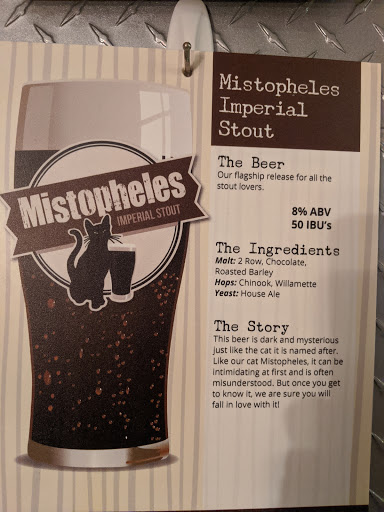 Mistopheles
IMPERIAL STOUT
Mistopheles
Imperial
Stout
The Beer
Our flagship release for all the
stout lovers.
8% ABV
50 IBU's
The Ingredients
Malt: 2 Row, Chocolate,
Roasted Barley
Hops: Chinook, Willamette
Yeast: House Ale
The Story
This beer is dark and mysterious
just like the cat it is named after.
Like our cat Mistopheles, it can be
intimidating at first and is often
misunderstood. But once you get
to know it, we are sure you will
fall in love with it!